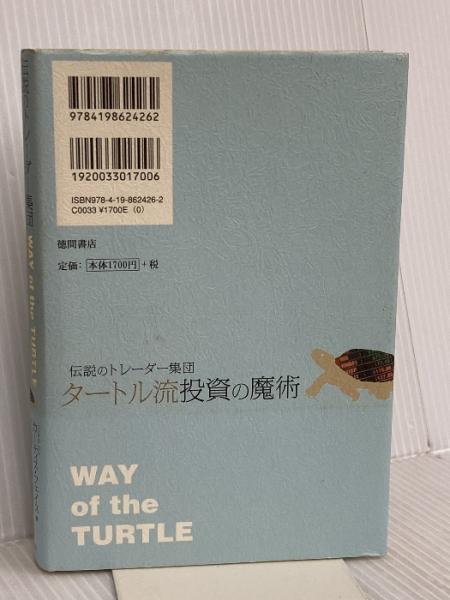 9784198624262
1920033017006
ISBN978-4-19-862426-2
C0033 ¥1700E (0)
徳間書店
定価: 本体1700円 +税
伝説のトレーダー集団
タートル流投資の魔術
WAY
of the
TURTLE
WAY of the TURTLE